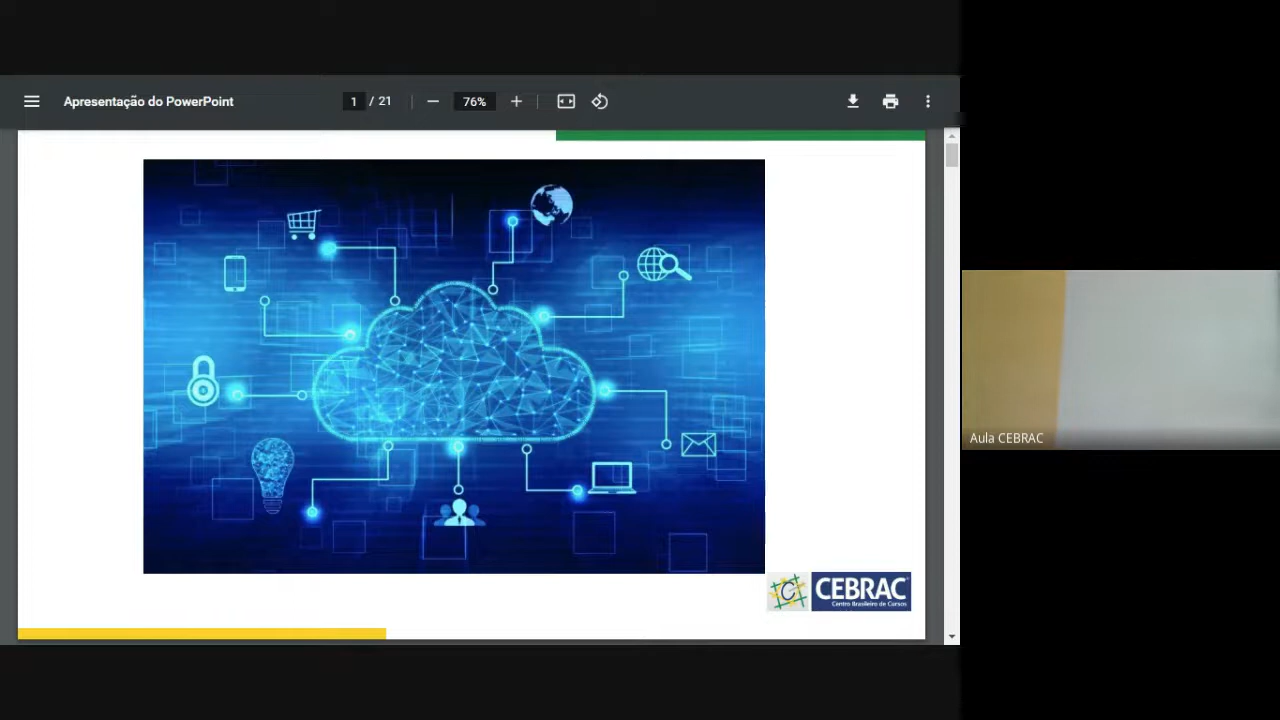 Apresentação do PowerPoint
1 / 21
76%
CEBRAC
Centro Brasileiro de Cursos
Aula CEBRAC